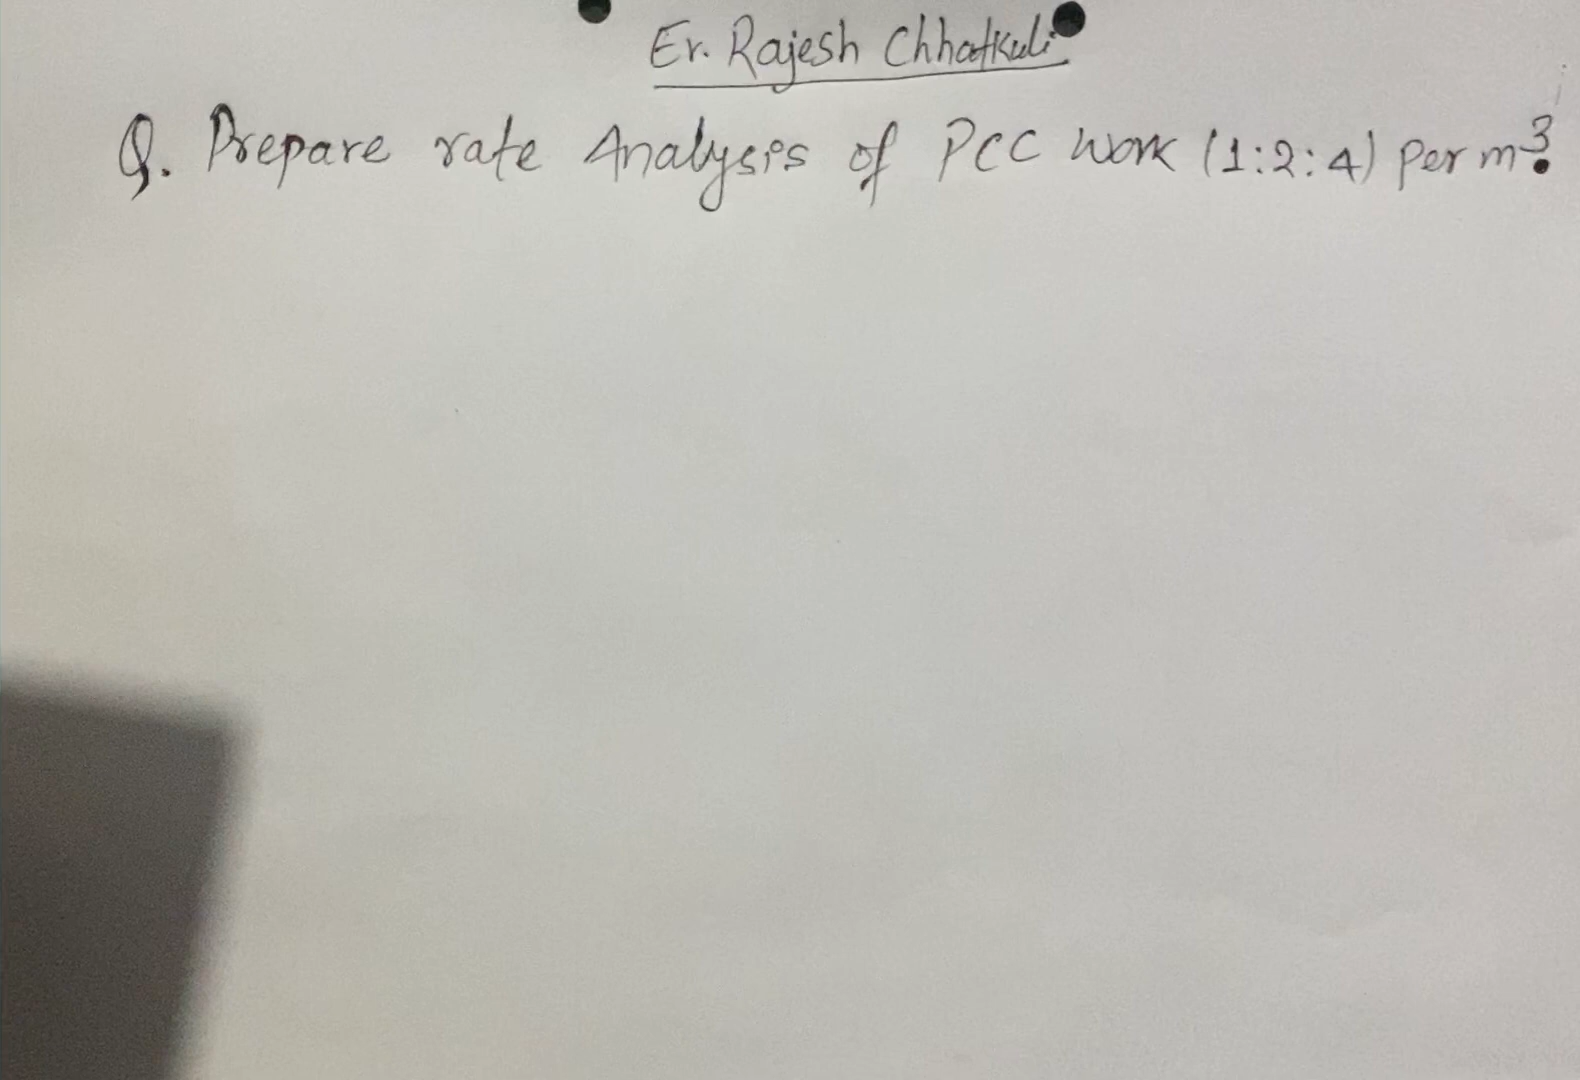 Er. Rajesh Chhatkuli
Q. Prepare rate Analysis of PCC work (1:2:4) per m³?